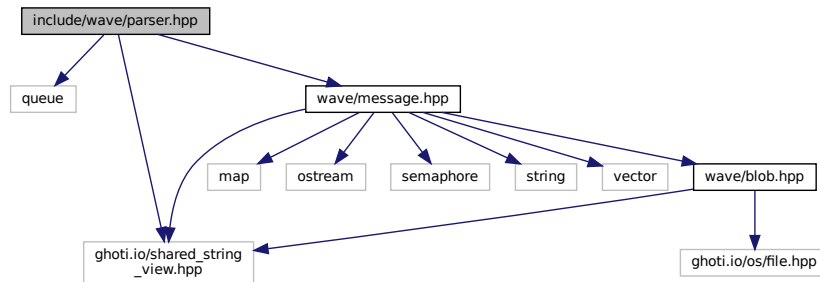 include/wave/parser.hpp
queue
wave/message.hpp
map
ostream
semaphore
string
vector
wave/blob.hpp
ghoti.io/shared_string
_view.hpp
ghoti.io/os/file.hpp